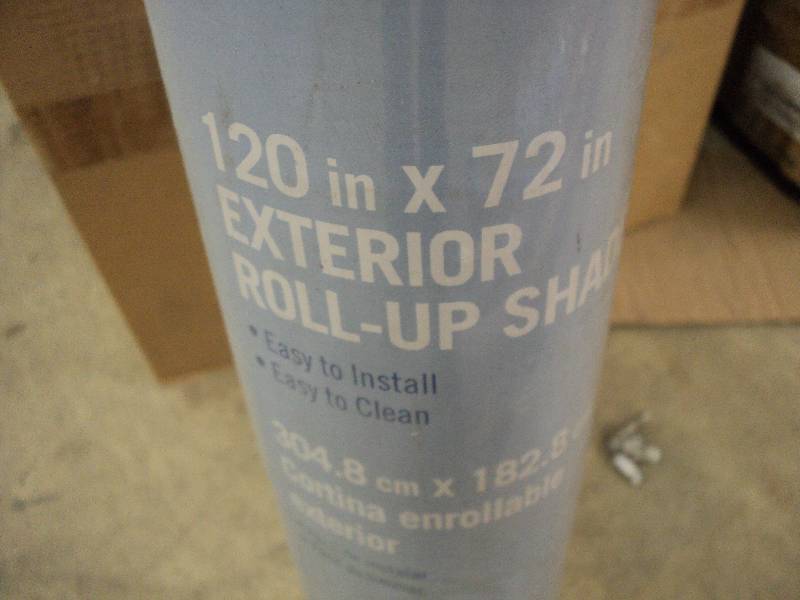 120 in x 72 in
EXTERIOR
ROLL-UP SHAD
• Easy to Install
• Easy to Clean
304.8 cm x 182.8 c
Cortina enrollable
exterior